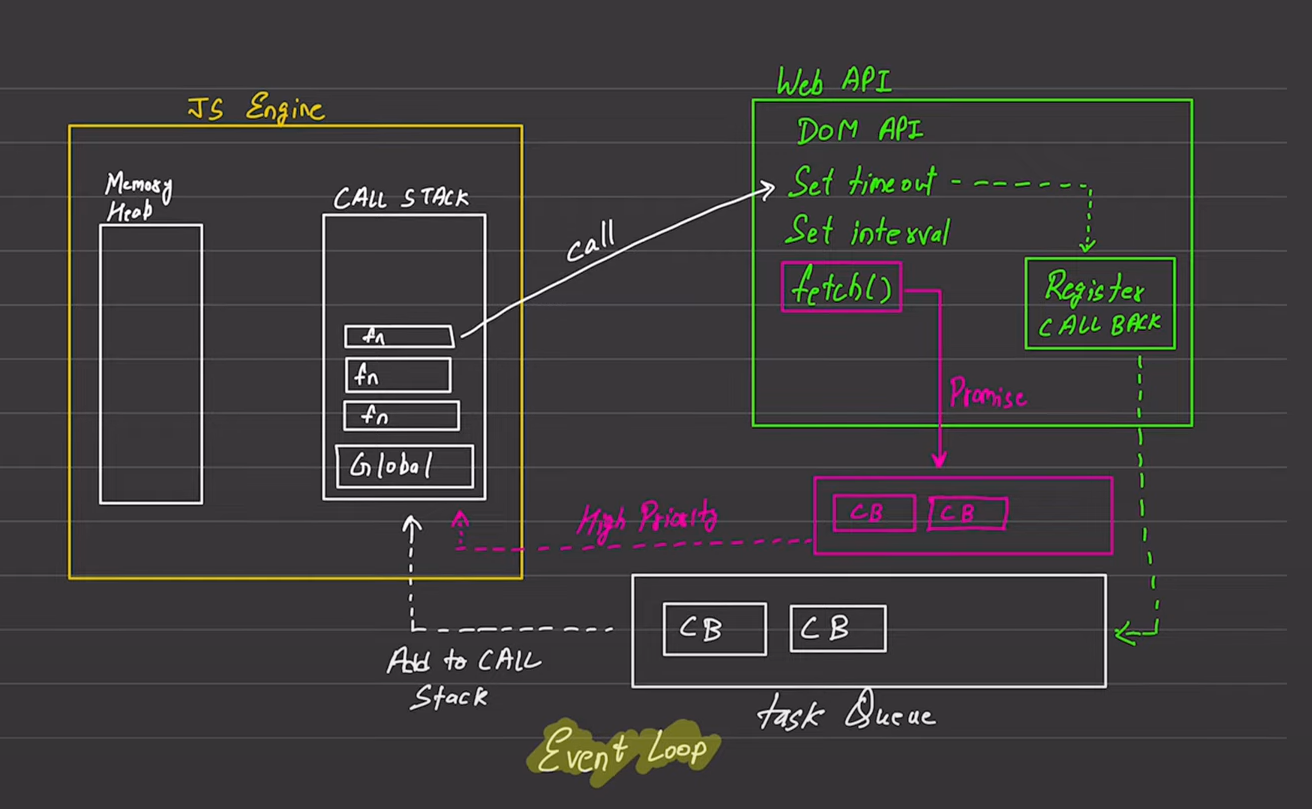 JS Engine
Memory
Heap
CALL STACK
fn
fn
fn
Global
call
Web API
DOM API
Set timeout
Set interval
fetch()
Register
CALL BACK
Promise
CB CB
High Priority
CB CB
Add to CALL
Stack
task Queue
Event Loop